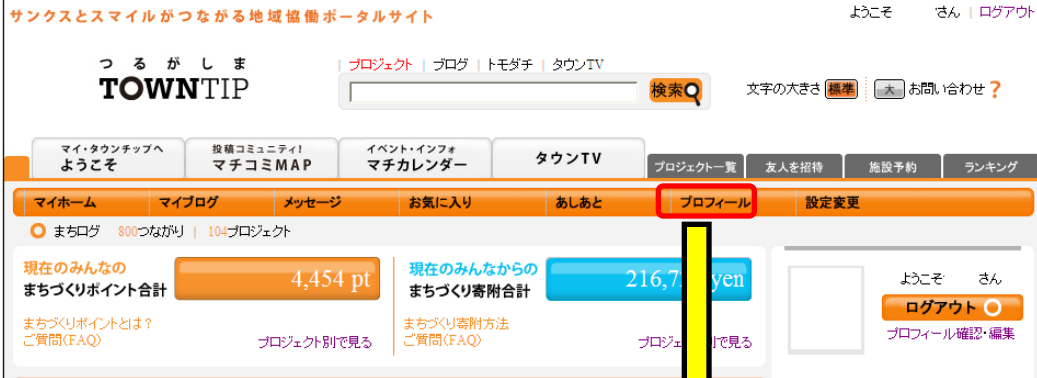 サンクスとスマイルがつながる地域協働ポータルサイト
ようこそ さん | ログアウト
つるがしま
TOWNTIP
| プロジェクト | ブログ | トモダチ | タウンTV
検索
文字の大きさ 標準 大 お問い合わせ ?
マイ・タウンチップへ
ようこそ
投稿コミュニティ!
マチコミMAP
イベント・インフォ
マチカレンダー
タウンTV
プロジェクト一覧
友人を招待
施設予約
ランキング
マイホーム マイブログ メッセージ お気に入り あしあと プロフィール 設定変更
まちログ 800つながり | 104プロジェクト
現在のみんなの
まちづくりポイント合計
4,454 pt
まちづくりポイントとは?
ご質問(FAQ)
プロジェクト別で見る
現在のみんなからの
まちづくり寄附合計
216,7 yen
まちづくり寄附方法
ご質問(FAQ)
プロジェ 別で見る
ようこそ さん
ログアウト
プロフィール確認・編集